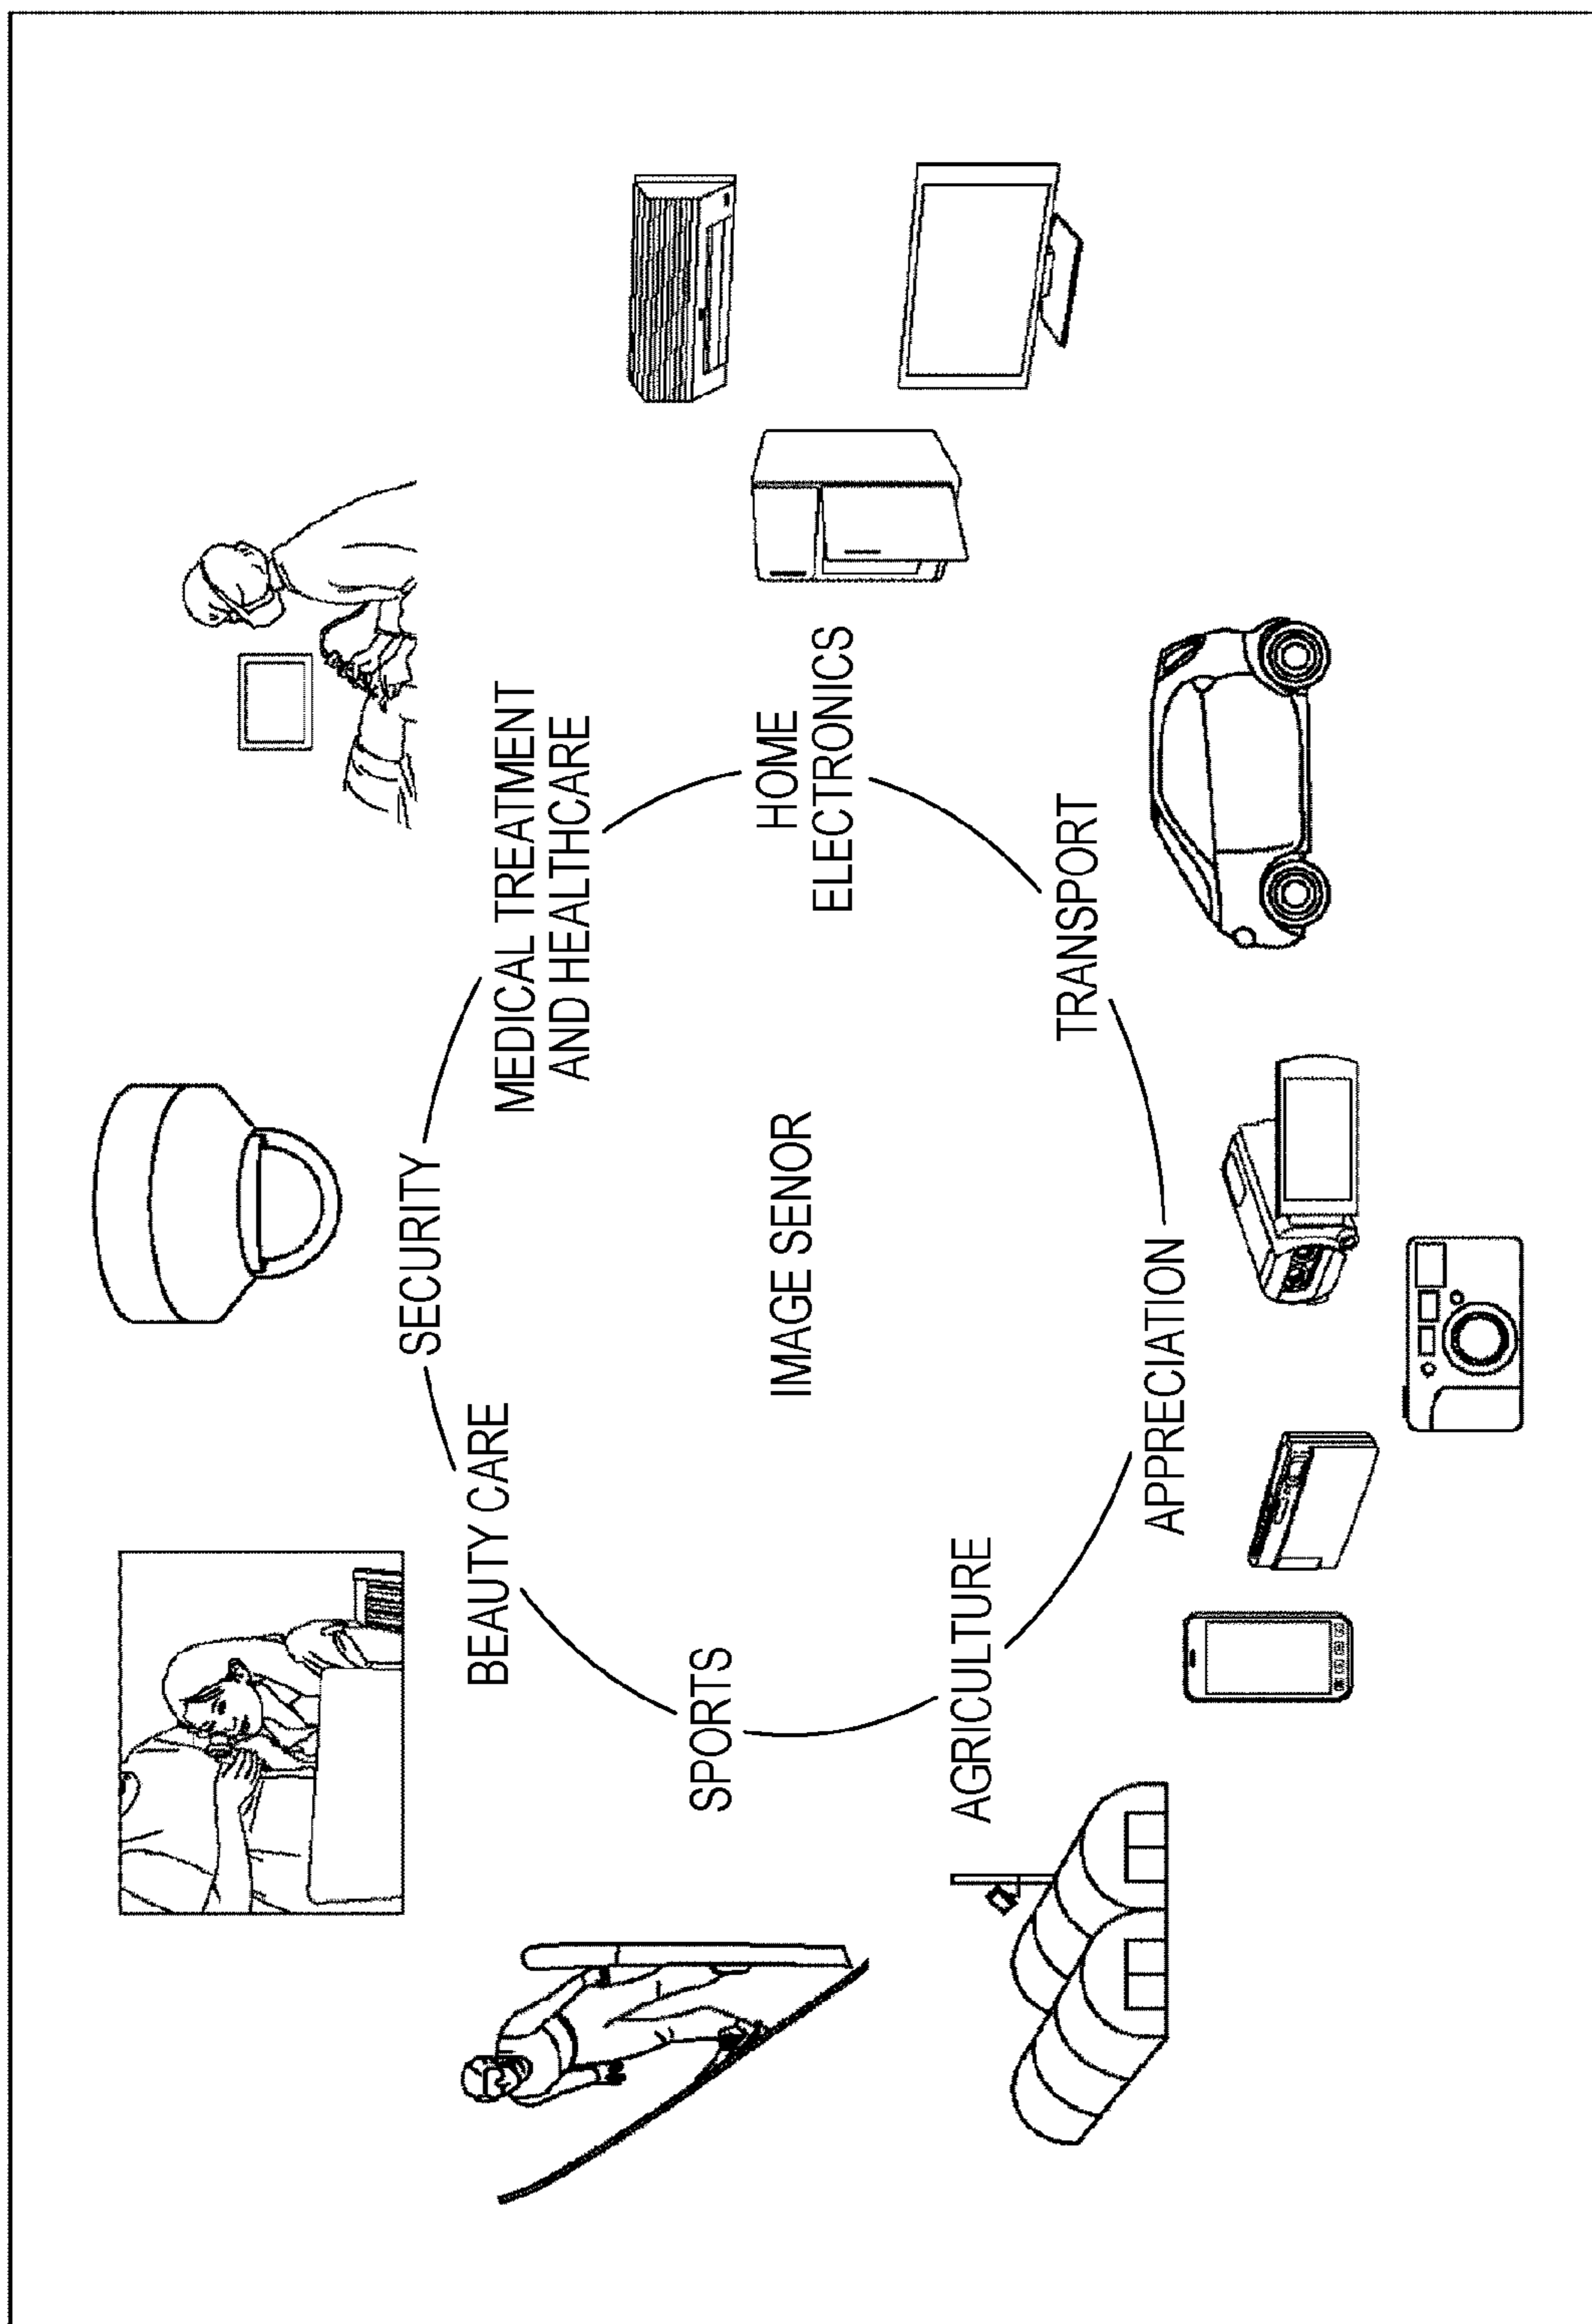 SECURITY
BEAUTY CARE
MEDICAL TREATMENT
AND HEALTHCARE
SPORTS
IMAGE SENOR
HOME
ELECTRONICS
AGRICULTURE
TRANSPORT
APPRECIATION